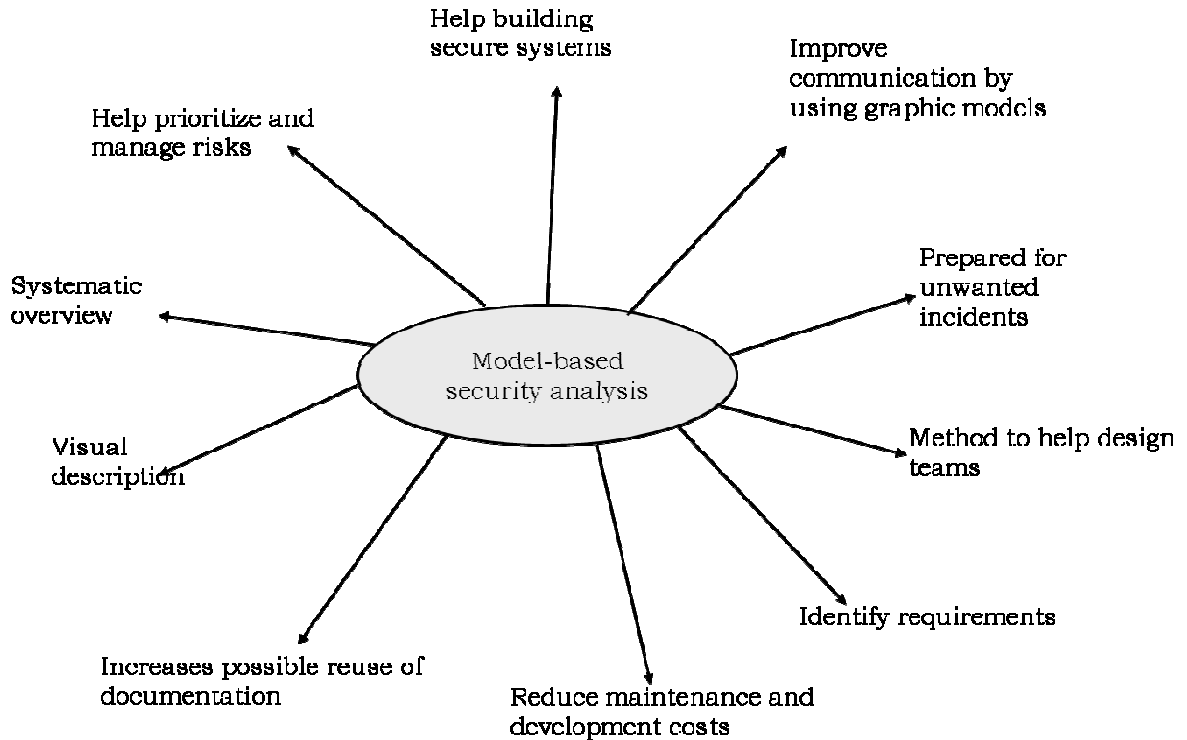 Help building
secure systems
Improve
communication by
using graphic models
Help prioritize and
manage risks
Prepared for
unwanted
incidents
Systematic
overview
Model-based
security analysis
Method to help design
teams
Visual
description
Identify requirements
Increases possible reuse of
documentation
Reduce maintenance and
development costs